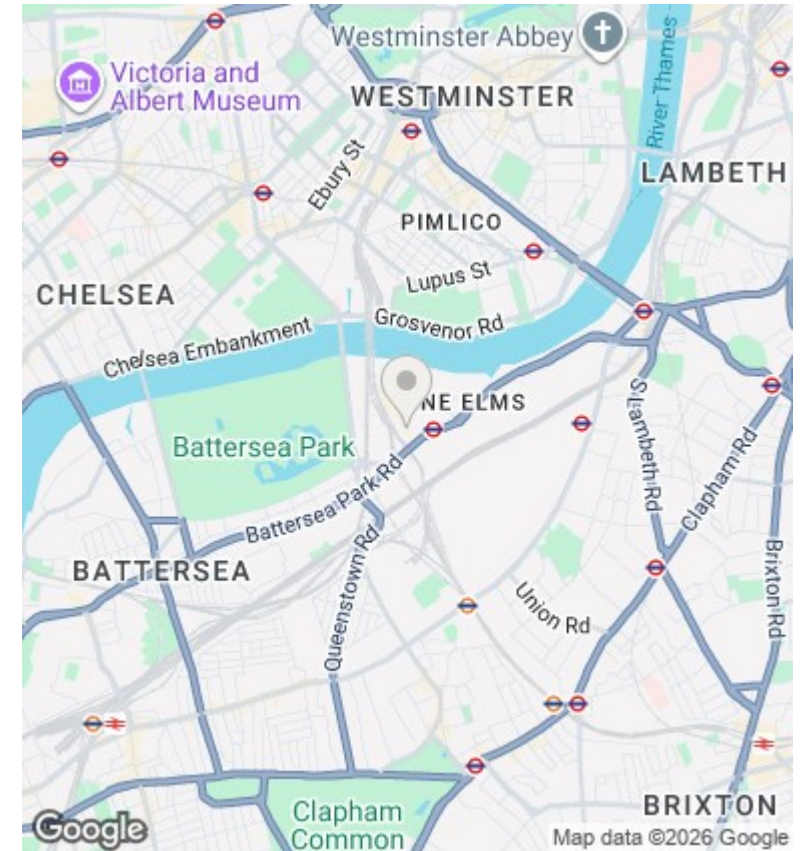 Westminster Abbey
Victoria and
Albert Museum
WESTMINSTER
River Thames
LAMBETH
Ebury St
PIMLICO
Lupus St
CHELSEA
Grosvenor Rd
Chelsea Embankment
NE ELMS
Battersea Park
S Lambeth Rd
Clapham Rd
Battersea Park Rd
BATTERSEA
Queenstown Rd
Union Rd
Brixton Rd
Clapham
Common
BRIXTON
Google
Map data ©2026 Google